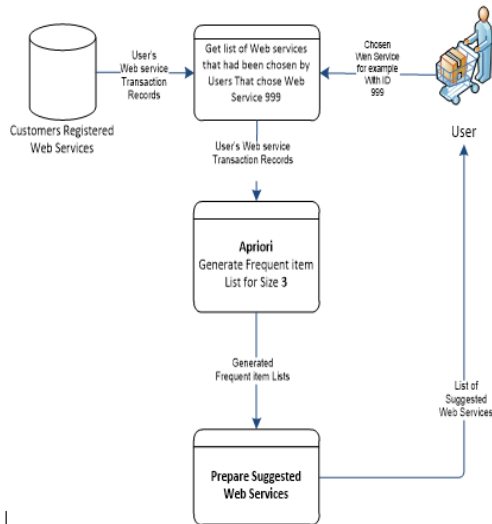 User's
Web service
Transaction
Records
Get list of Web services
that had been chosen by
Users That chose Web
Service 999
Chosen
Wen Service
for example
With ID
999
Customers Registered
Web Services
User
User's Web service
Transaction Records
Apriori
Generate Frequent item
List for Size 3
Generated
Frequent item Lists
List of
Suggested
Web Services
Prepare Suggested
Web Services